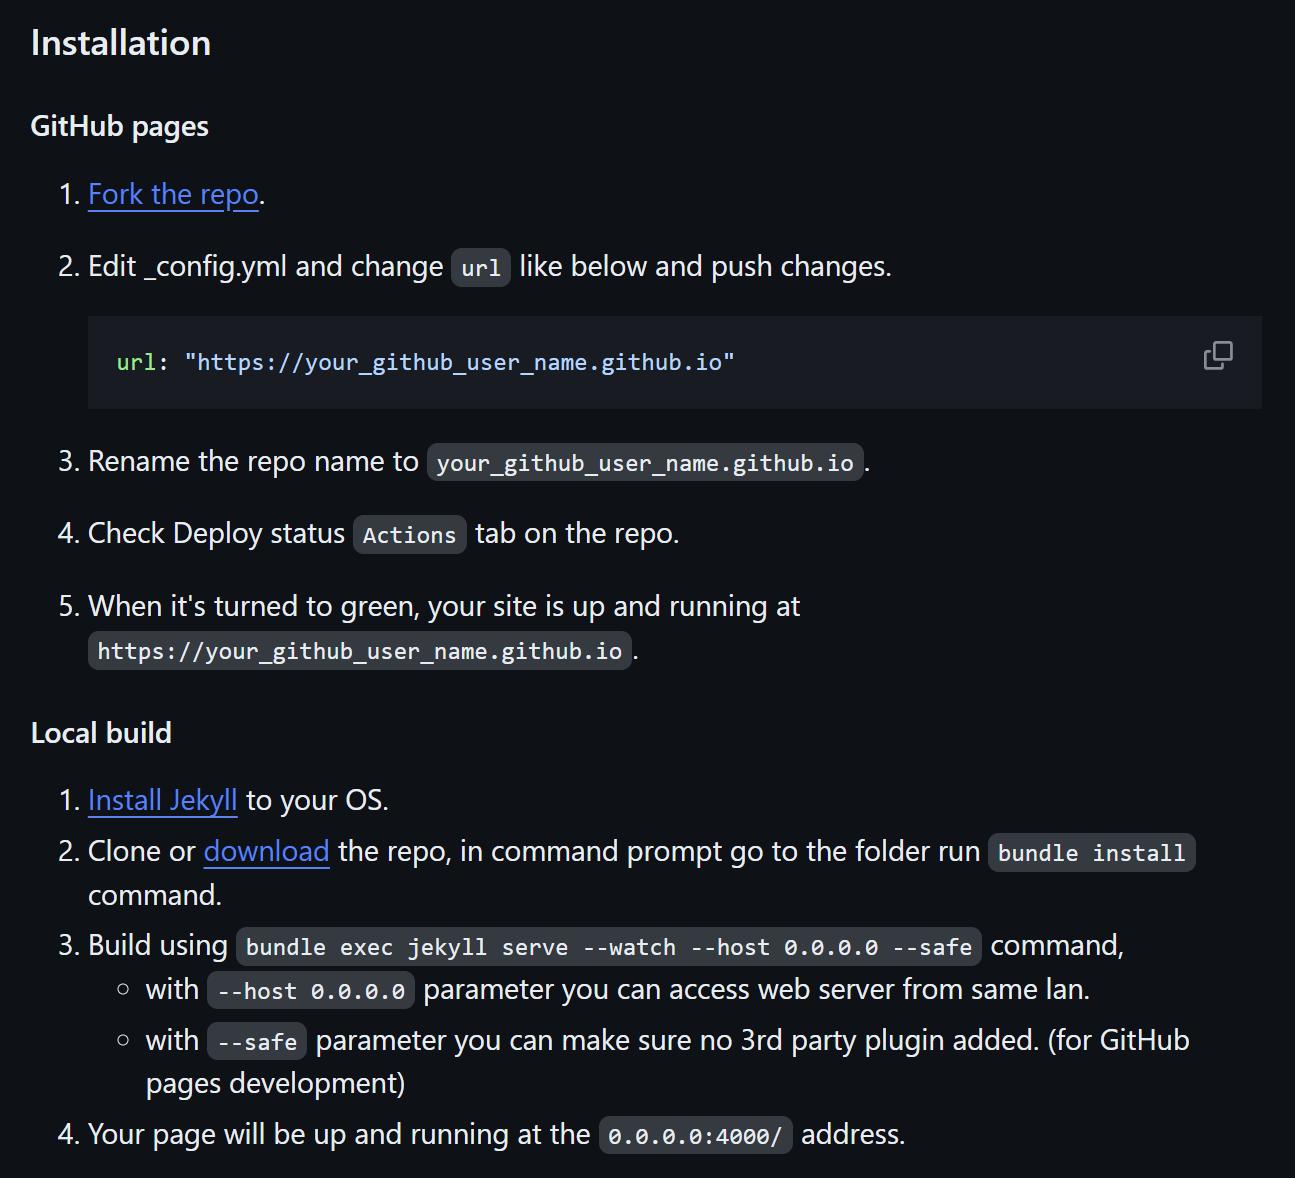 Installation
GitHub pages
1. Fork the repo.
2. Edit _config.yml and change url like below and push changes.
url: "https://your_github_user_name.github.io"
3. Rename the repo name to your_github_user_name.github.io.
4. Check Deploy status Actions tab on the repo.
5. When it's turned to green, your site is up and running at
https://your_github_user_name.github.io.
Local build
1. Install Jekyll to your OS.
2. Clone or download the repo, in command prompt go to the folder run bundle install
command.
3. Build using bundle exec jekyll serve --watch --host 0.0.0.0 --safe command,
○ with --host 0.0.0.0 parameter you can access web server from same lan.
○ with --safe parameter you can make sure no 3rd party plugin added. (for GitHub
pages development)
4. Your page will be up and running at the 0.0.0.0:4000/ address.